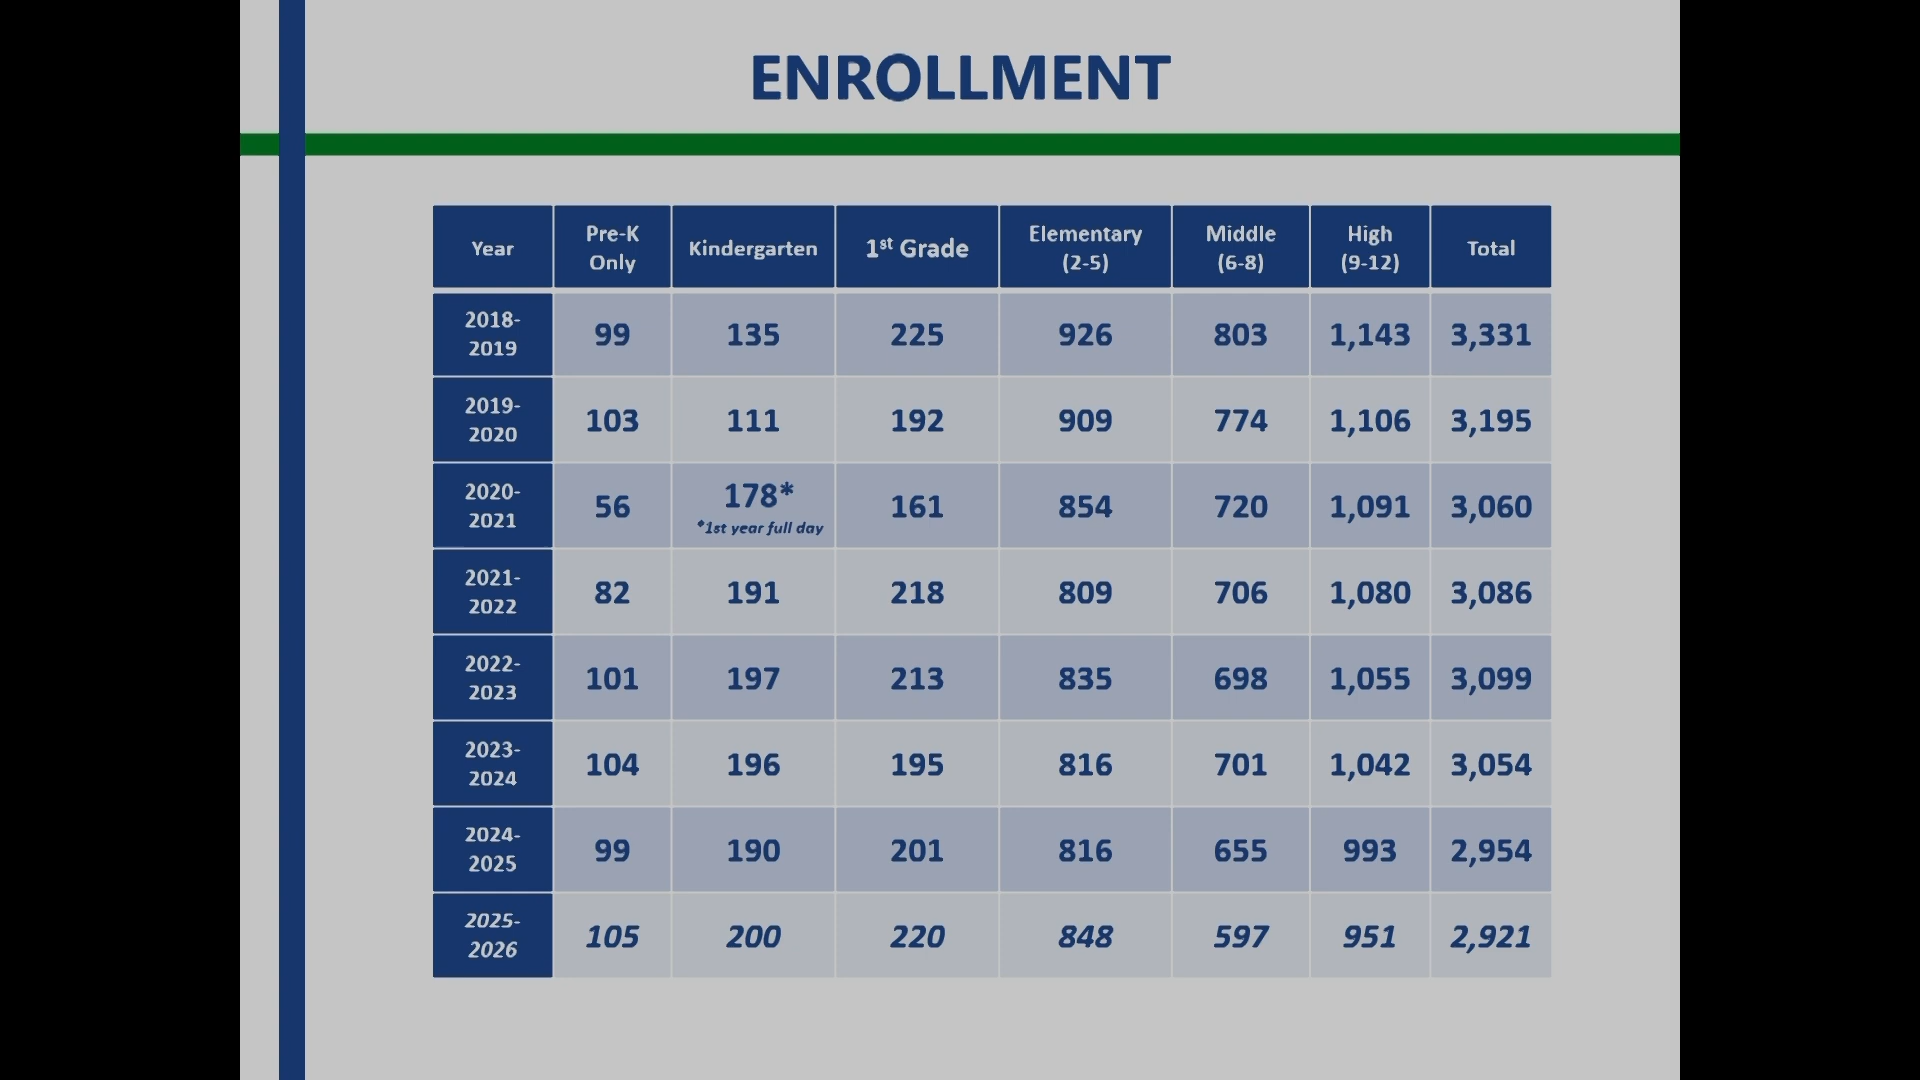 ENROLLMENT
Year
Pre-K
Only
Kindergarten
1st Grade
Elementary
(2-5)
Middle
(6-8)
High
(9-12)
Total
2018-
2019
99 135 225 926 803 1,143 3,331
2019-
2020
103 111 192 909 774 1,106 3,195
2020-
2021
56 178* 161 854 720 1,091 3,060
*1st year full day
2021-
2022
82 191 218 809 706 1,080 3,086
2022-
2023
101 197 213 835 698 1,055 3,099
2023-
2024
104 196 195 816 701 1,042 3,054
2024-
2025
99 190 201 816 655 993 2,954
2025-
2026
105 200 220 848 597 951 2,921